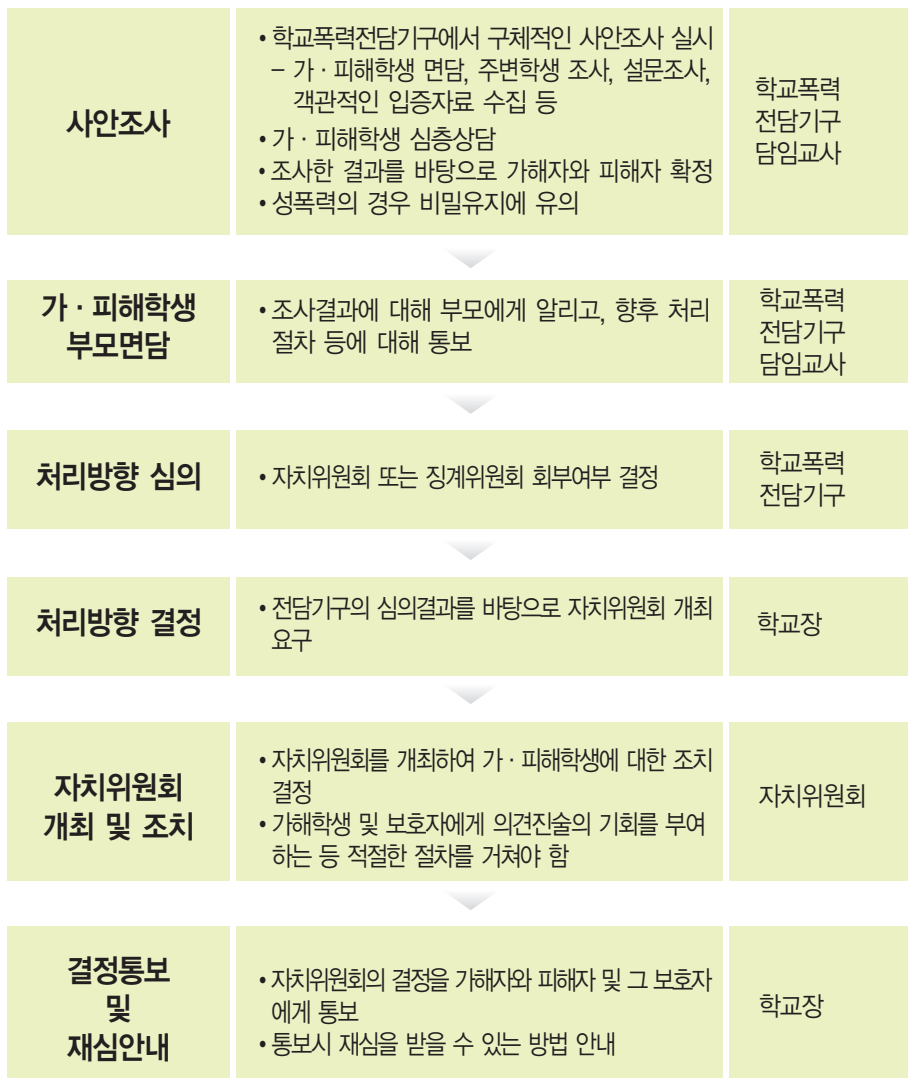 사안조사
• 학교폭력전담기구에서 구체적인 사안조사 실시
– 가 · 피해학생 면담, 주변학생 조사, 설문조사,
객관적인 입증자료 수집 등
• 가 · 피해학생 심층상담
• 조사한 결과를 바탕으로 가해자와 피해자 확정
• 성폭력의 경우 비밀유지에 유의
학교폭력
전담기구
담임교사
가 · 피해학생
부모면담
• 조사결과에 대해 부모에게 알리고, 향후 처리
절차 등에 대해 통보
학교폭력
전담기구
담임교사
처리방향 심의
• 자치위원회 또는 징계위원회 회부여부 결정
학교폭력
전담기구
처리방향 결정
• 전담기구의 심의결과를 바탕으로 자치위원회 개최
요구
학교장
자치위원회
개최 및 조치
• 자치위원회를 개최하여 가 · 피해학생에 대한 조치
결정
• 가해학생 및 보호자에게 의견진술의 기회를 부여
하는 등 적절한 절차를 거쳐야 함
자치위원회
결정통보
및
재심안내
• 자치위원회의 결정을 가해자와 피해자 및 그 보호자
에게 통보
• 통보시 재심을 받을 수 있는 방법 안내
학교장